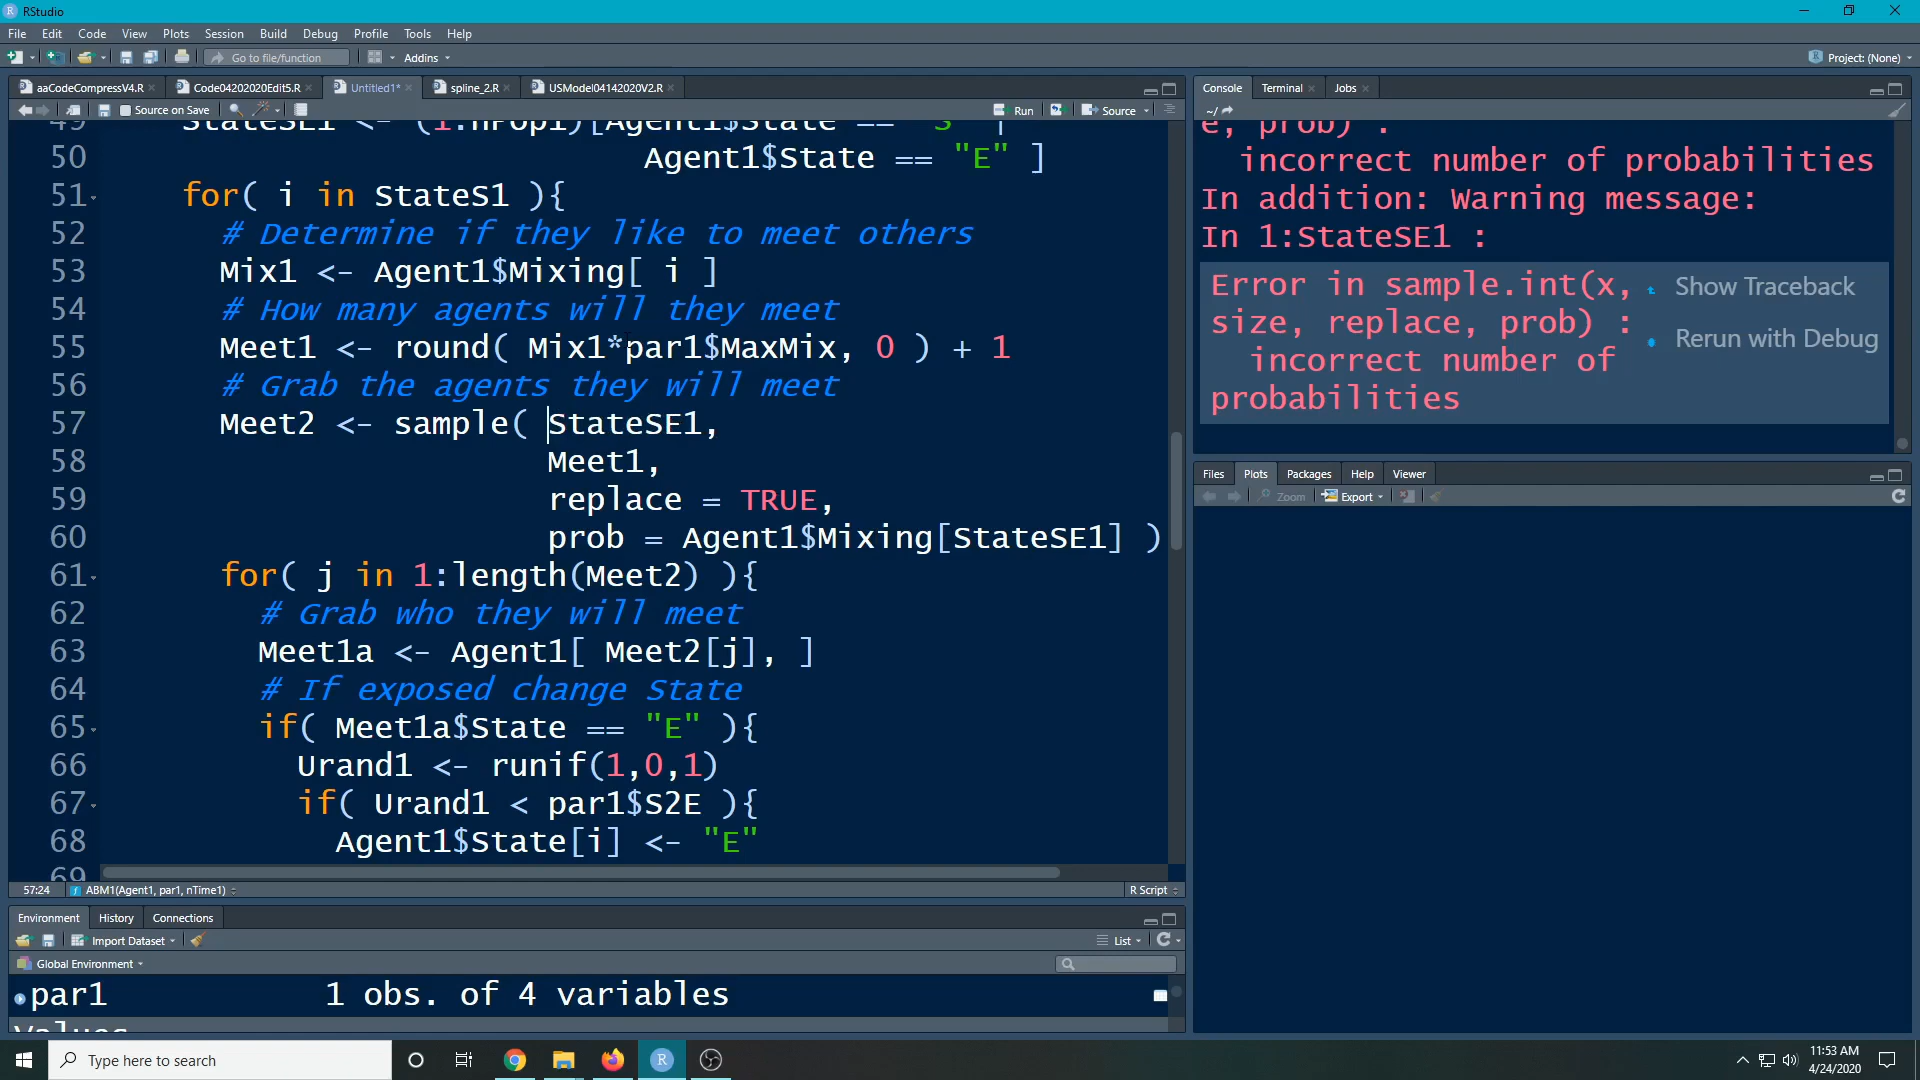 RStudio
File Edit Code View Plots Session Build Debug Profile Tools Help
Go to file/function Addins Project: (None)
aaCodeCompressV4.R Code04202020Edit5.R Untitled1* spline_2.R USModel04142020V2.R
Source on Save Run Source
49 StateSE1 <- (1:nPop1)[Agent1$State == "S" |
50 Agent1$State == "E" ]
51 for( i in StateS1 ){
52 # Determine if they like to meet others
53 Mix1 <- Agent1$Mixing[ i ]
54 # How many agents will they meet
55 Meet1 <- round( Mix1*par1$MaxMix, 0 ) + 1
56 # Grab the agents they will meet
57 Meet2 <- sample( StateSE1,
58 Meet1,
59 replace = TRUE,
60 prob = Agent1$Mixing[StateSE1] )
61 for( j in 1:length(Meet2) ){
62 # Grab who they will meet
63 Meet1a <- Agent1[ Meet2[j], ]
64 # If exposed change State
65 if( Meet1a$State == "E" ){
66 Urand1 <- runif(1,0,1)
67 if( Urand1 < par1$S2E ){
68 Agent1$State[i] <- "E"
69
57:24 ABM1(Agent1, par1, nTime1) R Script
Environment History Connections
Import Dataset List
Global Environment
par1 1 obs. of 4 variables
Values
Console Terminal Jobs
~/
e, prob) :
incorrect number of probabilities
In addition: Warning message:
In 1:StateSE1 :
Error in sample.int(x, Show Traceback
size, replace, prob) : Rerun with Debug
incorrect number of
probabilities
Files Plots Packages Help Viewer
Zoom Export
Type here to search
11:53 AM
4/24/2020